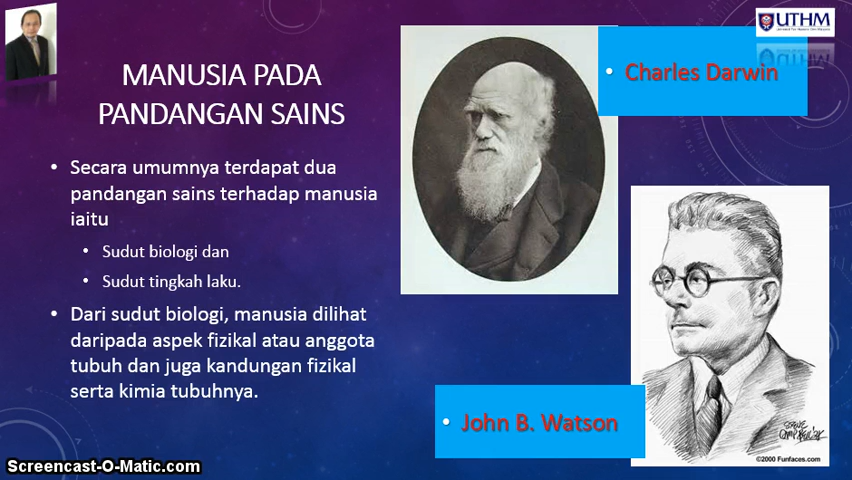 MANUSIA PADA
PANDANGAN SAINS
• Secara umumnya terdapat dua
pandangan sains terhadap manusia
iaitu
• Sudut biologi dan
• Sudut tingkah laku.
• Dari sudut biologi, manusia dilihat
daripada aspek fizikal atau anggota
tubuh dan juga kandungan fizikal
serta kimia tubuhnya.
UTHM
• Charles Darwin
• John B. Watson
©2000 Funfaces.com
Screencast-O-Matic.com